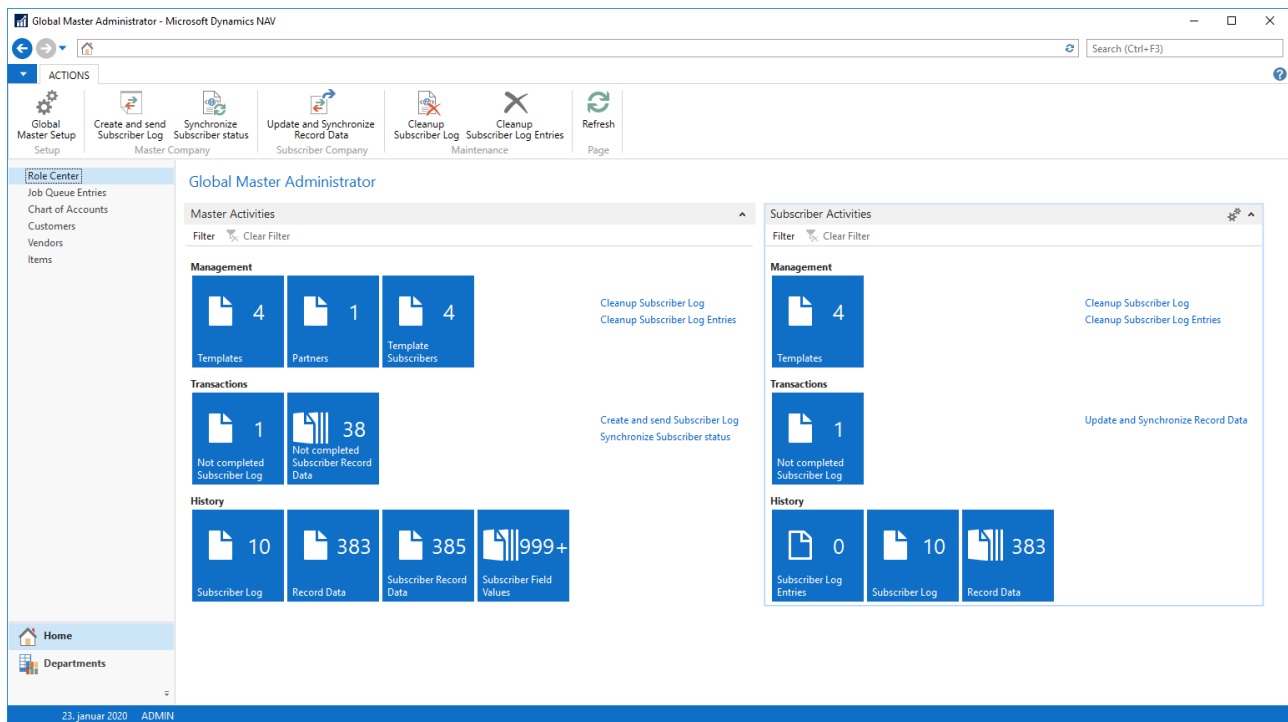 Global Master Administrator - Microsoft Dynamics NAV
Search (Ctrl+F3)
ACTIONS
Global
Master Setup
Create and send
Subscriber Log
Synchronize
Subscriber status
Update and Synchronize
Record Data
Cleanup
Subscriber Log
Cleanup
Subscriber Log Entries
Refresh
Setup
Master Company
Subscriber Company
Maintenance
Page
Role Center
Job Queue Entries
Chart of Accounts
Customers
Vendors
Items
Home
Departments
Global Master Administrator
Master Activities
Filter
Clear Filter
Management
4
Templates
1
Partners
4
Template
Subscribers
Cleanup Subscriber Log
Cleanup Subscriber Log Entries
Transactions
1
Not completed
Subscriber Log
38
Not completed
Subscriber Record
Data
Create and send Subscriber Log
Synchronize Subscriber status
History
10
Subscriber Log
383
Record Data
385
Subscriber Record
Data
999+
Subscriber Field
Values
Subscriber Activities
Filter
Clear Filter
Management
4
Templates
Cleanup Subscriber Log
Cleanup Subscriber Log Entries
Transactions
1
Not completed
Subscriber Log
Update and Synchronize Record Data
History
0
Subscriber Log
Entries
10
Subscriber Log
383
Record Data
23. januar 2020 ADMIN